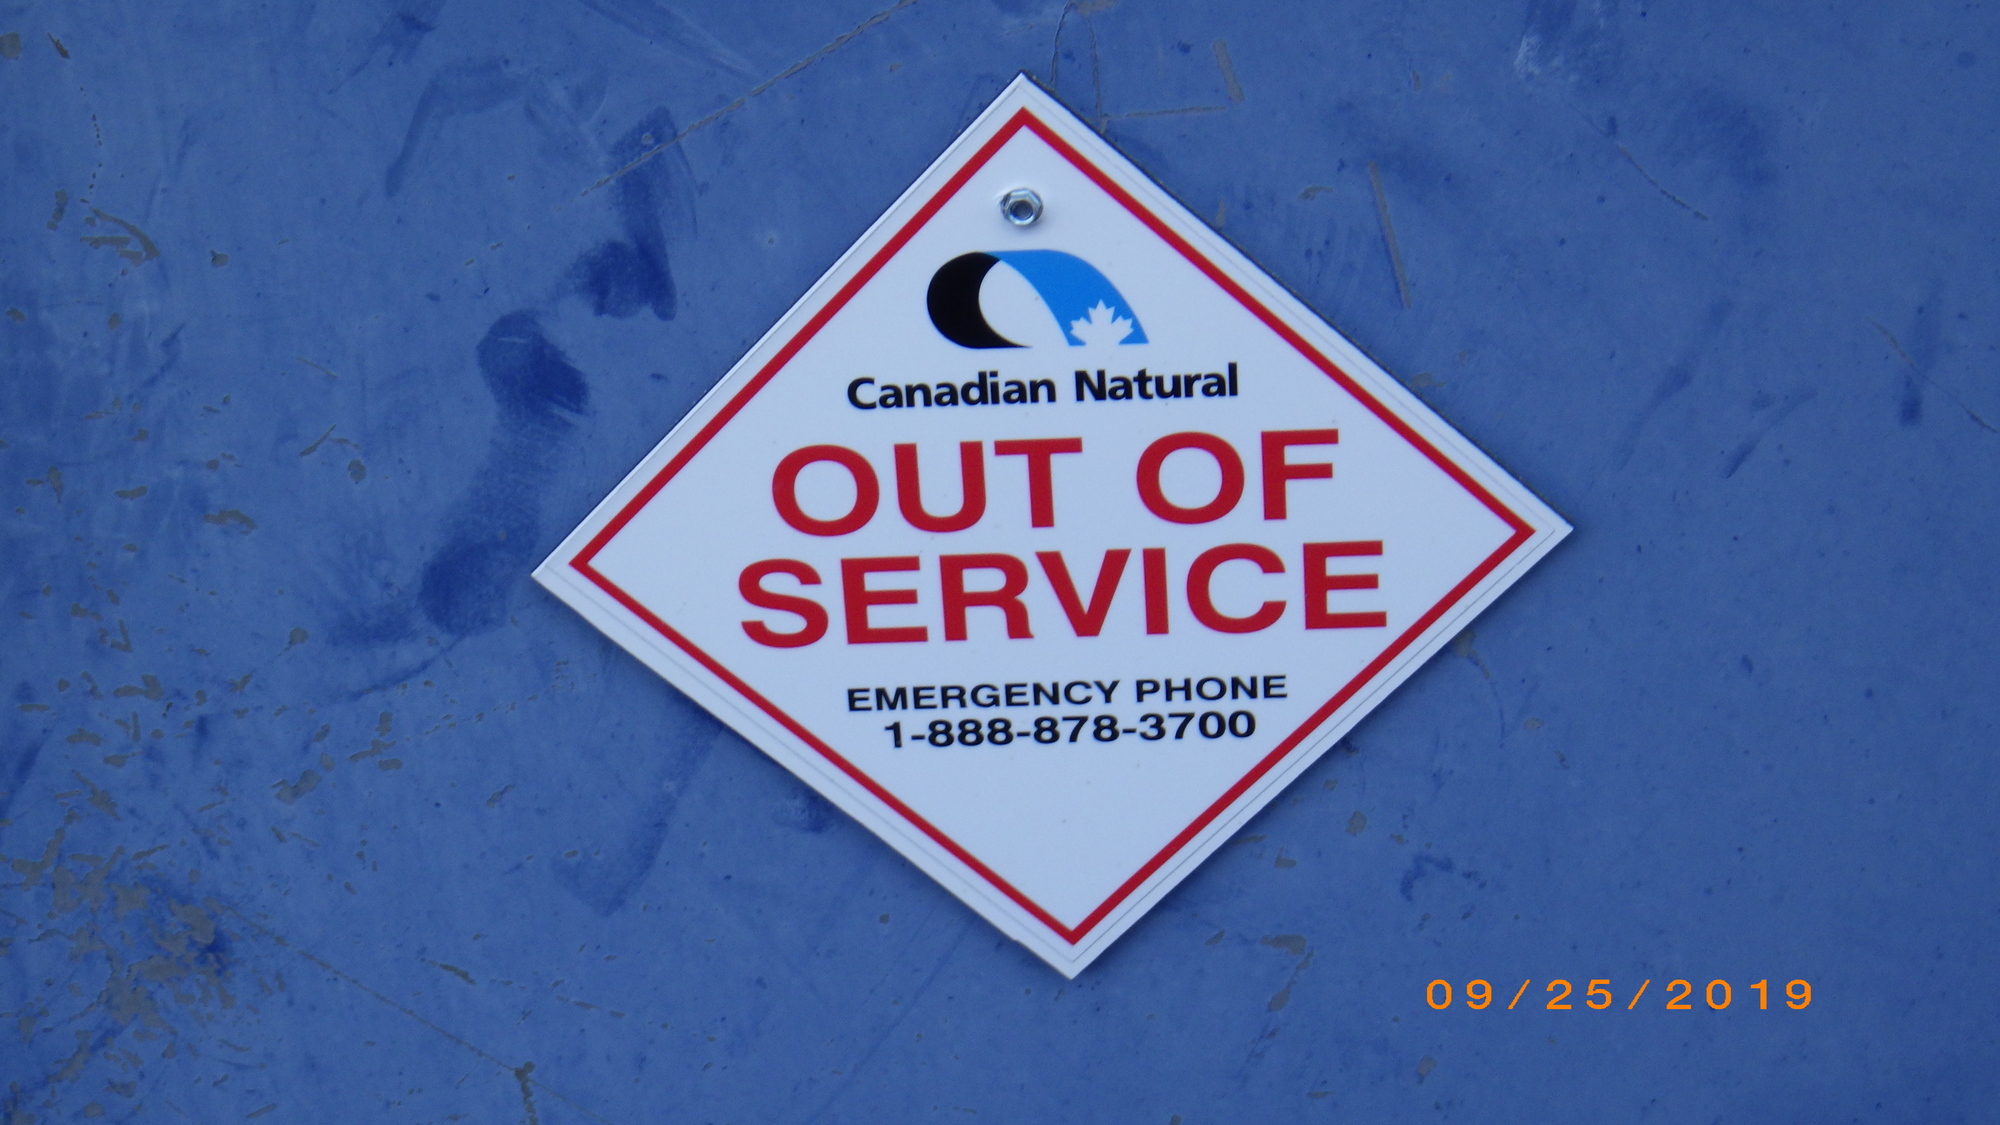 Canadian Natural
OUT OF
SERVICE
EMERGENCY PHONE
1-888-878-3700
09/25/2019